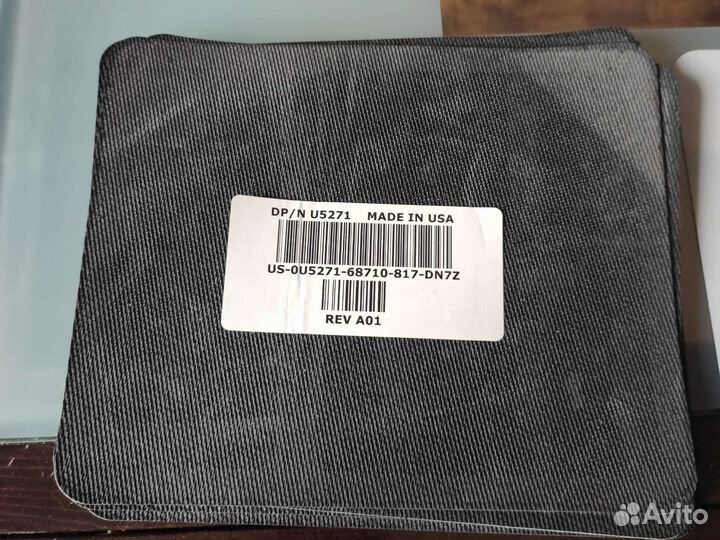 DP/N U5271 MADE IN USA
US-0U5271-68710-817-DN7Z
REV A01
Avito